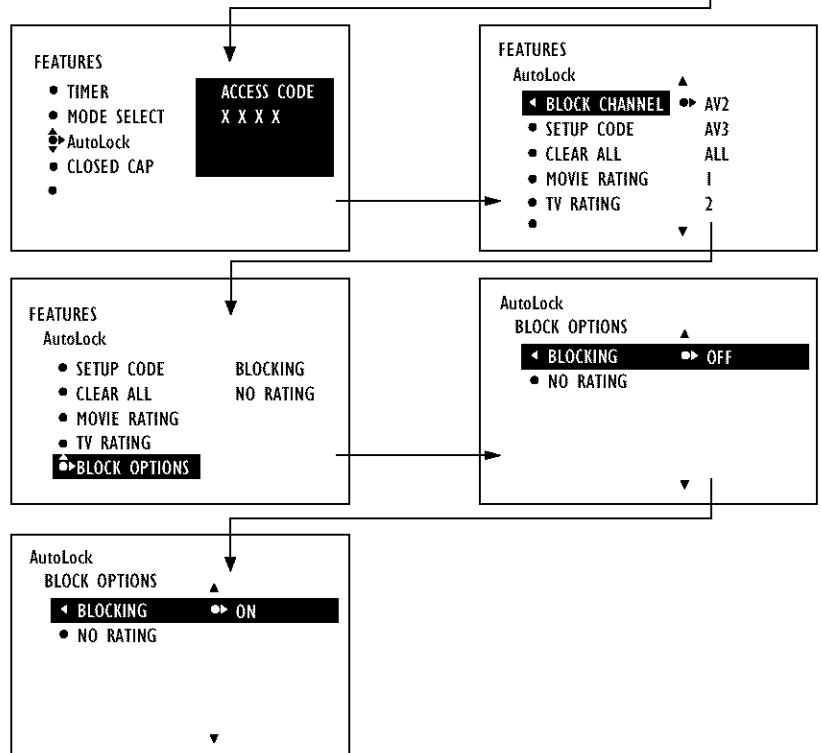 FEATURES
TIMER
MODE SELECT
AutoLock
CLOSED CAP
ACCESS CODE
X X X X
FEATURES
AutoLock
BLOCK CHANNEL AV2
SETUP CODE AV3
CLEAR ALL ALL
MOVIE RATING 1
TV RATING 2
FEATURES
AutoLock
SETUP CODE BLOCKING
CLEAR ALL NO RATING
MOVIE RATING
TV RATING
BLOCK OPTIONS
AutoLock
BLOCK OPTIONS
BLOCKING OFF
NO RATING
AutoLock
BLOCK OPTIONS
BLOCKING ON
NO RATING